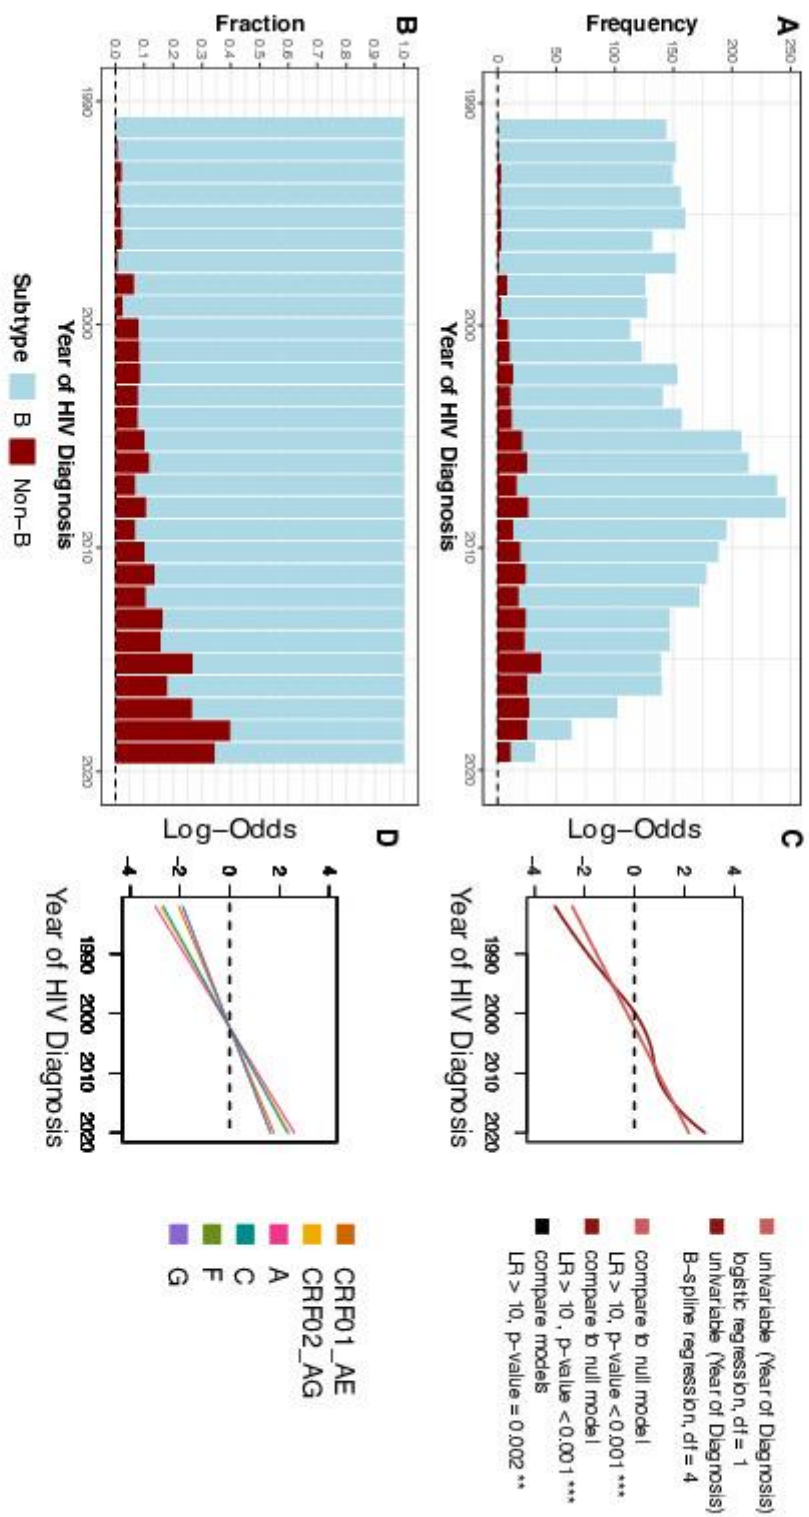 A
Frequency
0
50
100
150
200
250
1990
2000
2010
2020
Year of HIV Diagnosis
B
Fraction
0.0
0.1
0.2
0.3
0.4
0.5
0.6
0.7
0.8
0.9
1.0
1990
2000
2010
2020
Year of HIV Diagnosis
Subtype B Non−B
C
Log−Odds
−4
−2
0
2
4
1990
2000
2010
2020
Year of HIV Diagnosis
univariable (Year of Diagnosis)
logistic regression, df = 1
univariable (Year of Diagnosis)
B−spline regression, df = 4
compare to null model
LR > 10, p−value < 0.001 ***
compare to null model
LR > 10 , p−value < 0.001 ***
compare models
LR > 10, p−value = 0.002 **
D
Log−Odds
−4
−2
0
2
4
1990
2000
2010
2020
Year of HIV Diagnosis
CRF01_AE
CRF02_AG
A
C
F
G